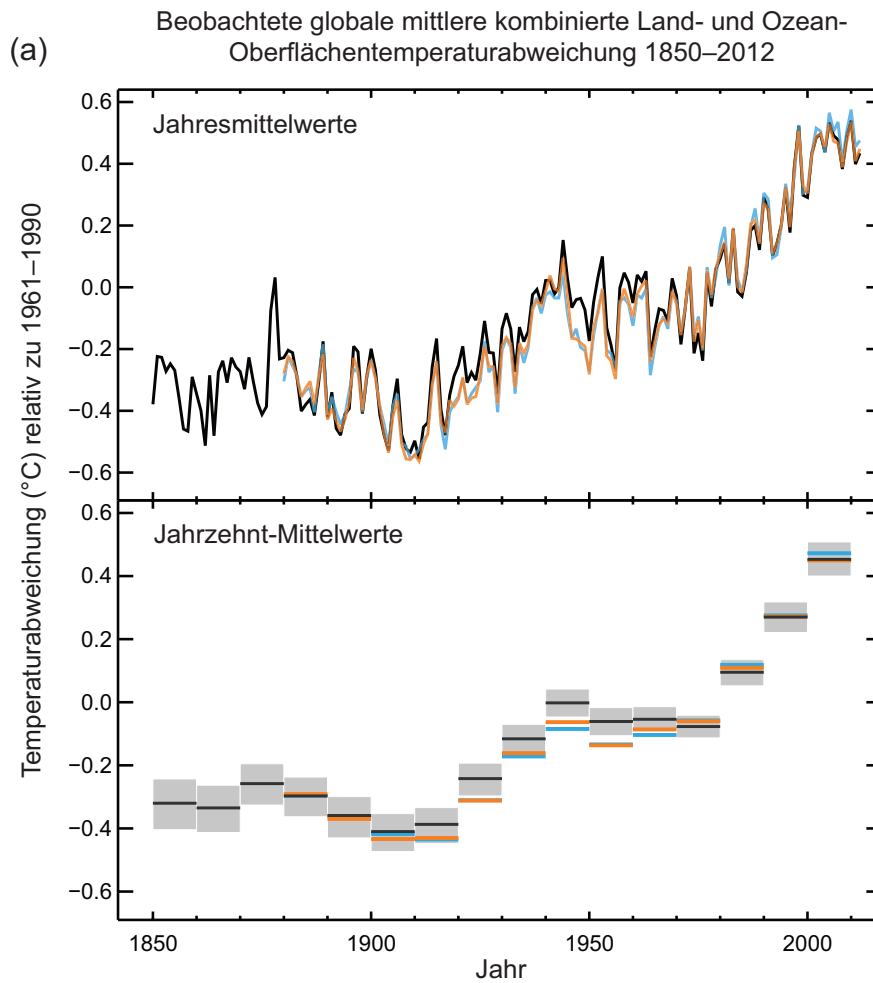 Beobachtete globale mittlere kombinierte Land- und Ozean-
Oberflächentemperaturabweichung 1850–2012
(a)
Temperaturabweichung (°C) relativ zu 1961–1990
Jahresmittelwerte
0.6
0.4
0.2
0.0
−0.2
−0.4
−0.6
Jahrzehnt-Mittelwerte
0.6
0.4
0.2
0.0
−0.2
−0.4
−0.6
1850 1900 1950 2000
Jahr